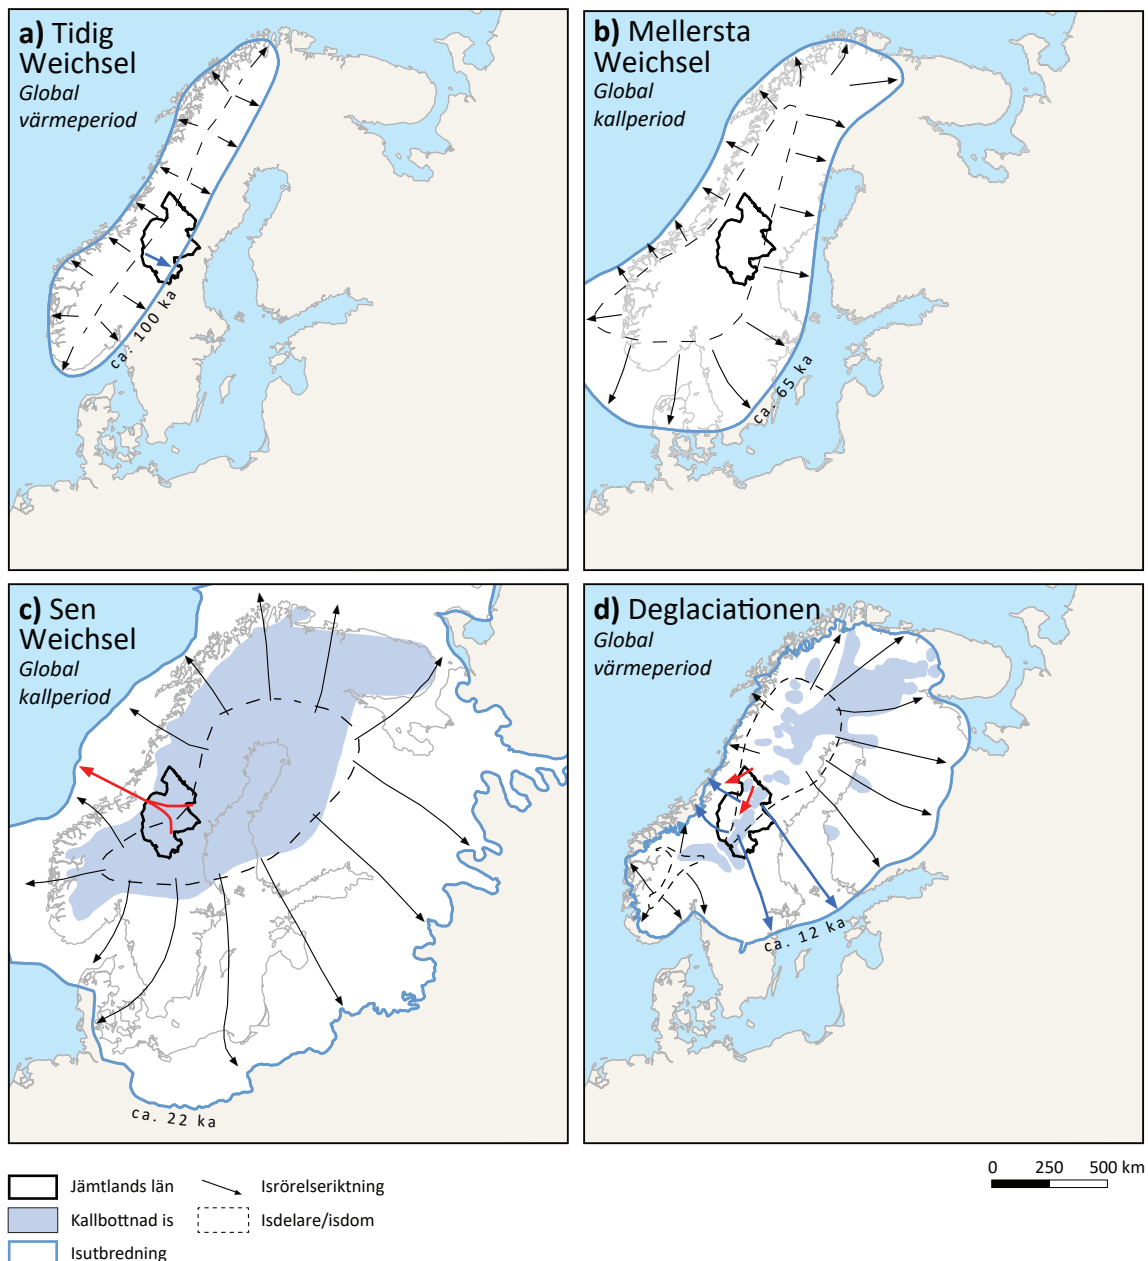 a) Tidig
Weichsel
Global
värmeperiod
ca. 100 ka
b) Mellersta
Weichsel
Global
kallperiod
ca. 65 ka
c) Sen
Weichsel
Global
kallperiod
ca. 22 ka
d) Deglaciationen
Global
värmeperiod
ca. 12 ka
Jämtlands län
Isrörelseriktning
Kallbottnad is
Isdelare/isdom
Isutbredning
0 250 500 km